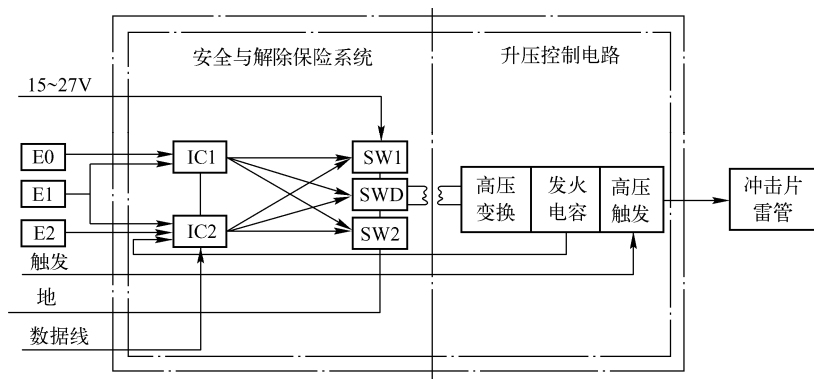 安全与解除保险系统
升压控制电路
15~27V
E0
IC1
SW1
E1
SWD
高压
变换
发火
电容
高压
触发
冲击片
雷管
E2
IC2
SW2
触发
地
数据线